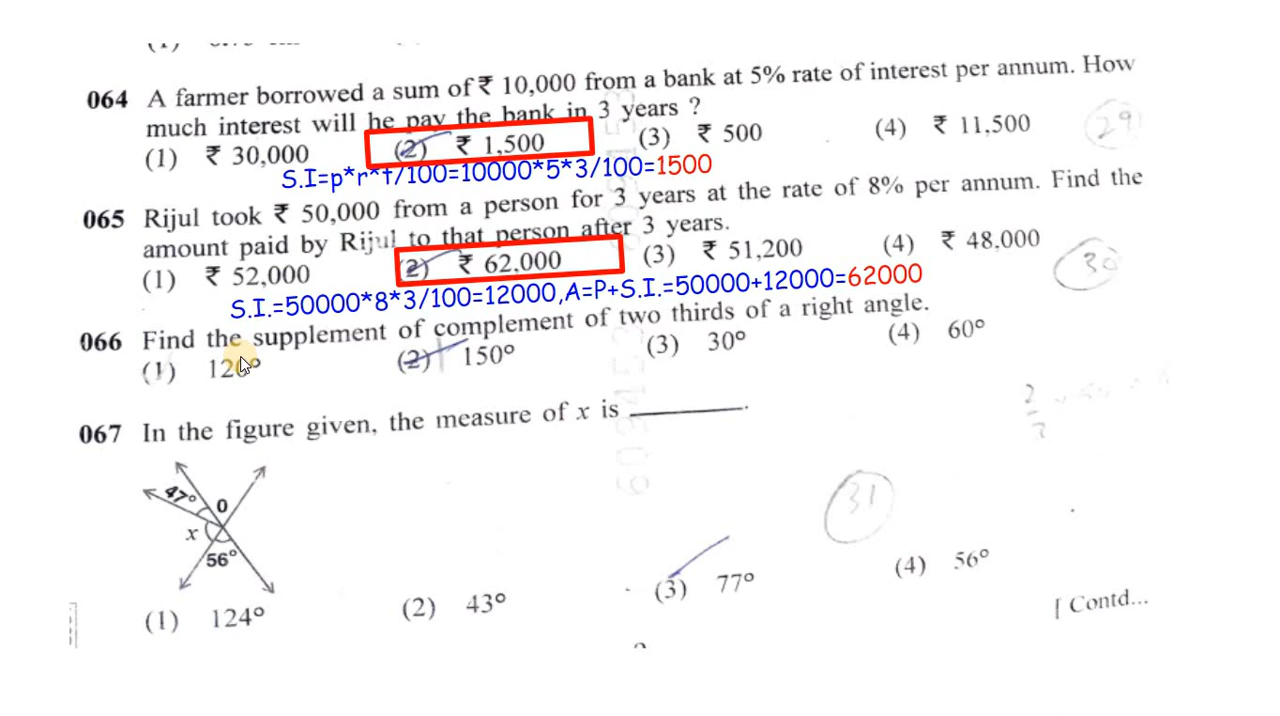 064 A farmer borrowed a sum of ₹ 10,000 from a bank at 5% rate of interest per annum. How
much interest will he pay the bank in 3 years ?
(1) ₹ 30,000 (2) ₹ 1,500 (3) ₹ 500 (4) ₹ 11,500
29
S.I=p*r*t/100=10000*5*3/100=1500
065 Rijul took ₹ 50,000 from a person for 3 years at the rate of 8% per annum. Find the
amount paid by Rijul to that person after 3 years.
(1) ₹ 52,000 (2) ₹ 62,000 (3) ₹ 51,200 (4) ₹ 48.000
30
S.I.=50000*8*3/100=12000,A=P+S.I.=50000+12000=62000
066 Find the supplement of complement of two thirds of a right angle.
(1) 120° (2) 150° (3) 30° (4) 60°
067 In the figure given, the measure of x is
47°
O
x
56°
31
(1) 124° (2) 43° (3) 77° (4) 56°
[ Contd...